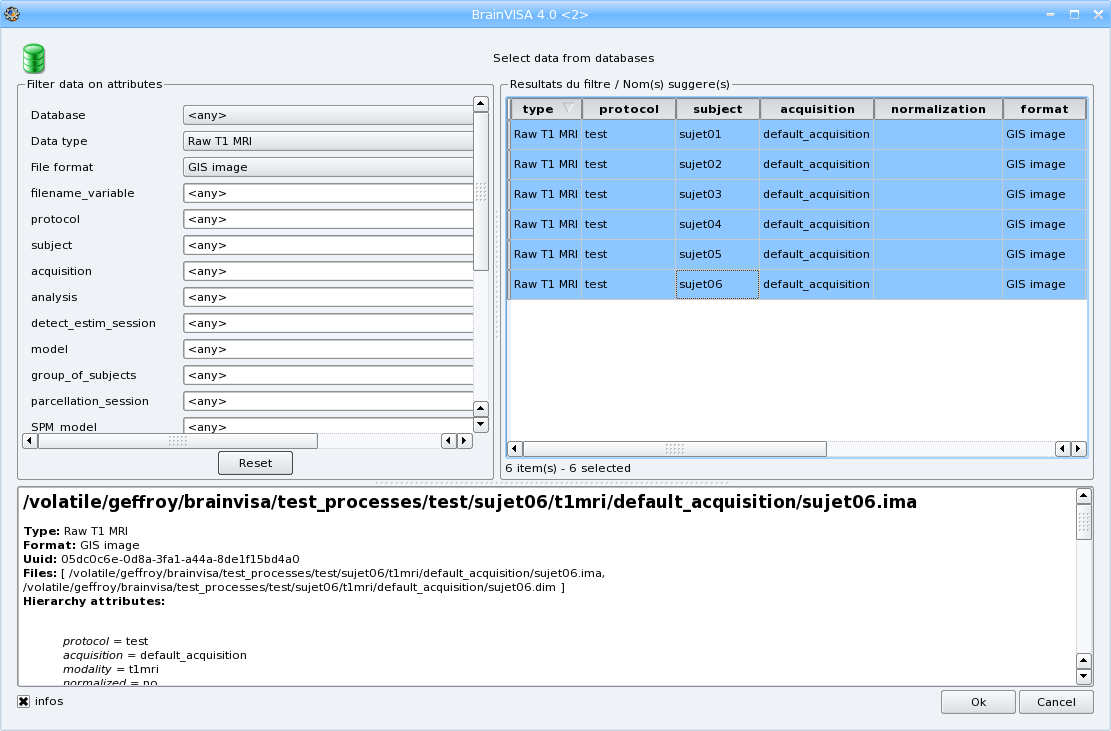 BrainVISA 4.0 <2>
Select data from databases
Filter data on attributes
Database <any>
Data type Raw T1 MRI
File format GIS image
filename_variable <any>
protocol <any>
subject <any>
acquisition <any>
analysis <any>
detect_estim_session <any>
model <any>
group_of_subjects <any>
parcellation_session <any>
SPM_model <any>
Reset
Resultats du filtre / Nom(s) suggere(s)
type protocol subject acquisition normalization format
Raw T1 MRI test sujet01 default_acquisition GIS image
Raw T1 MRI test sujet02 default_acquisition GIS image
Raw T1 MRI test sujet03 default_acquisition GIS image
Raw T1 MRI test sujet04 default_acquisition GIS image
Raw T1 MRI test sujet05 default_acquisition GIS image
Raw T1 MRI test sujet06 default_acquisition GIS image
6 item(s) - 6 selected
/volatile/geffroy/brainvisa/test_processes/test/sujet06/t1mri/default_acquisition/sujet06.ima
Type: Raw T1 MRI
Format: GIS image
Uuid: 05dc0c6e-0d8a-3fa1-a44a-8de1f15bd4a0
Files: [ /volatile/geffroy/brainvisa/test_processes/test/sujet06/t1mri/default_acquisition/sujet06.ima,
/volatile/geffroy/brainvisa/test_processes/test/sujet06/t1mri/default_acquisition/sujet06.dim ]
Hierarchy attributes:
protocol = test
acquisition = default_acquisition
modality = t1mri
normalized = no
infos
Ok
Cancel